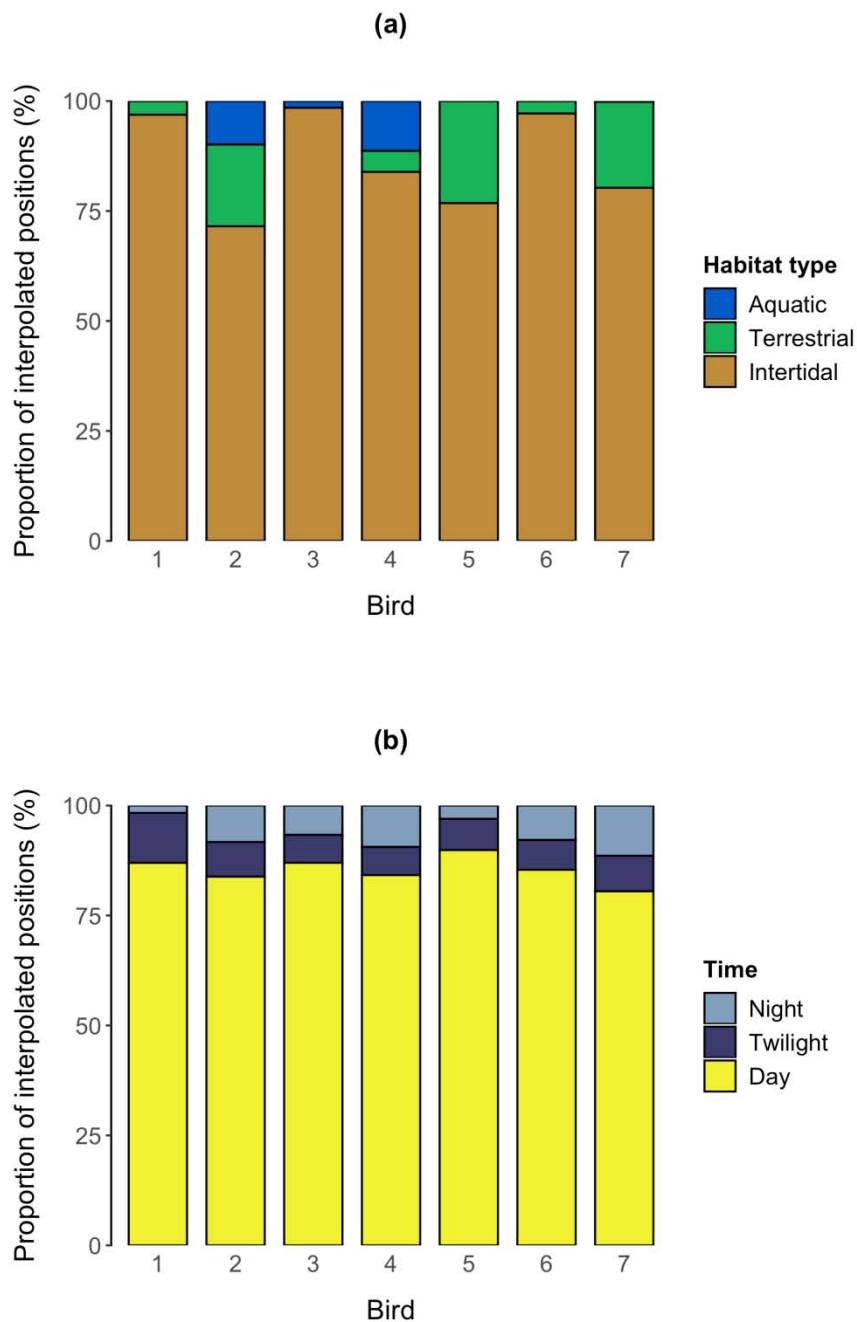 (a)
Proportion of interpolated positions (%)
100
75
50
25
0
1 2 3 4 5 6 7
Bird
Habitat type
Aquatic
Terrestrial
Intertidal
(b)
Proportion of interpolated positions (%)
100
75
50
25
0
1 2 3 4 5 6 7
Bird
Time
Night
Twilight
Day